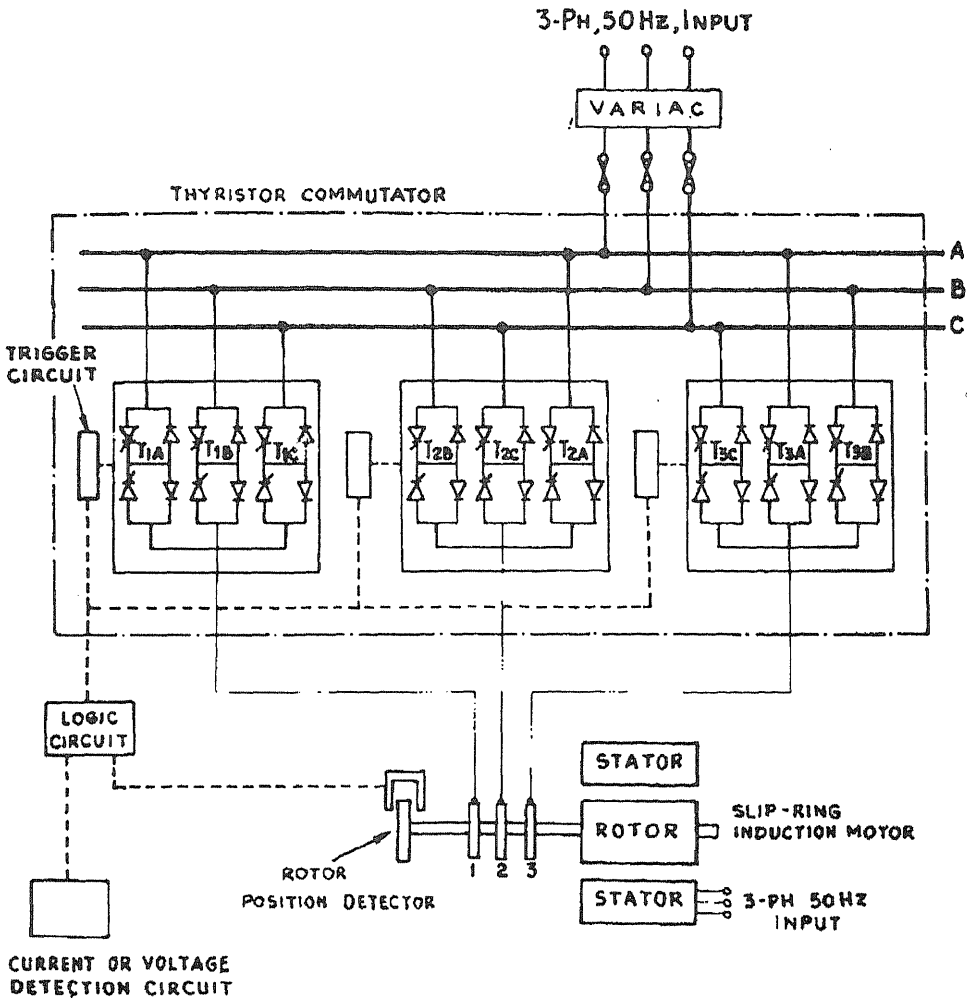 3-PH, 50HZ, INPUT
VARIAC
THYRISTOR COMMUTATOR
A
B
C
TRIGGER
CIRCUIT
T1A T1B T1C T2B T2C T2A T3C T3A T3B
LOGIC
CIRCUIT
STATOR
ROTOR
SLIP-RING
INDUCTION MOTOR
1 2 3
ROTOR
POSITION DETECTOR
STATOR
3-PH 50HZ
INPUT
CURRENT OR VOLTAGE
DETECTION CIRCUIT